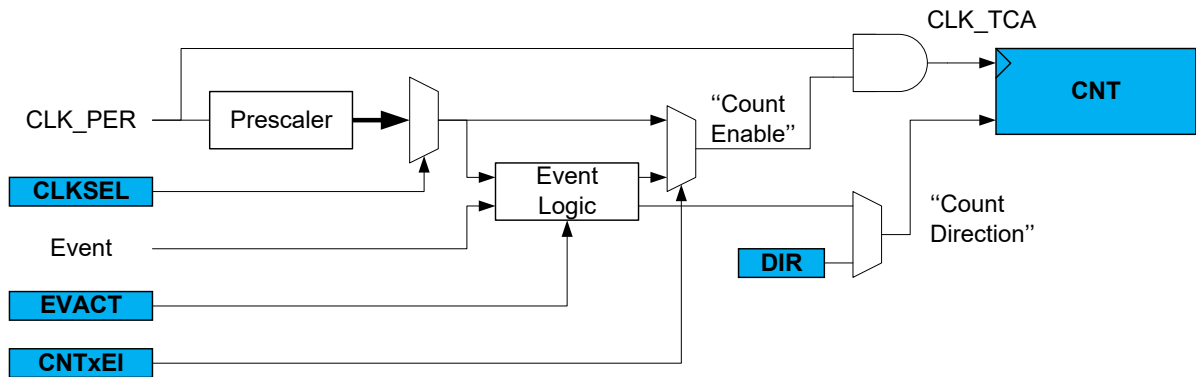 CLK_TCA
CNT
CLK_PER
Prescaler
“Count
Enable”
CLKSEL
Event
Logic
Event
“Count
Direction”
DIR
EVACT
CNTxEI